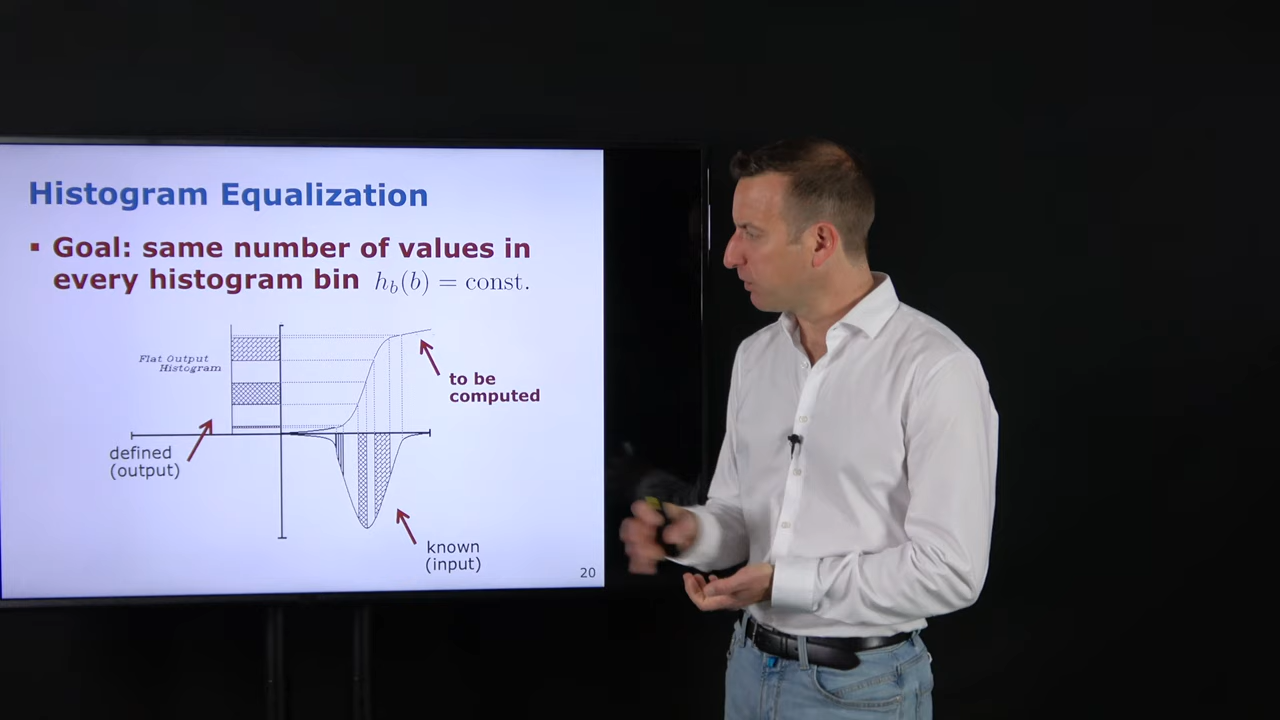 Histogram Equalization
▪ Goal: same number of values in
every histogram bin h_b(b) = const.
Flat Output
Histogram
to be
computed
defined
(output)
known
(input)
20